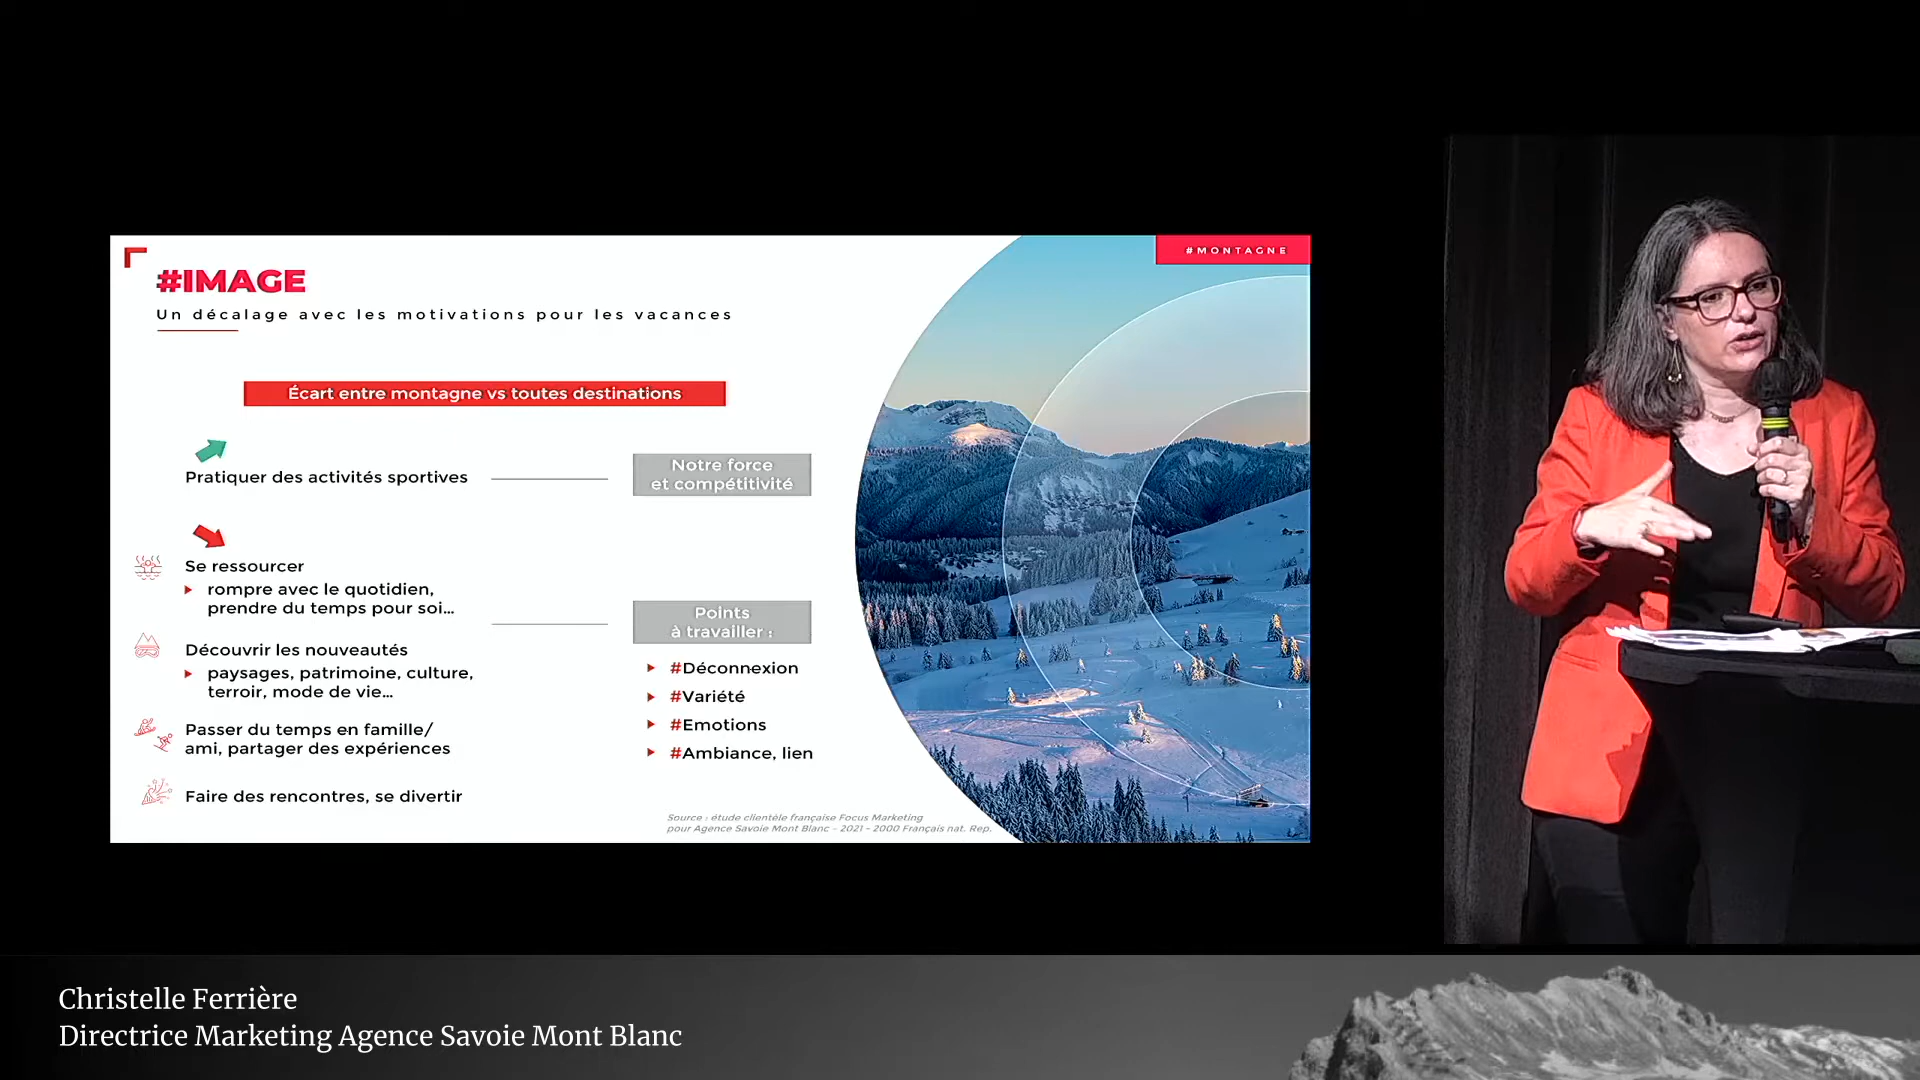 #MONTAGNE
#IMAGE
Un décalage avec les motivations pour les vacances
Écart entre montagne vs toutes destinations
Pratiquer des activités sportives
Notre force
et compétitivité
Se ressourcer
rompre avec le quotidien,
prendre du temps pour soi...
Découvrir les nouveautés
paysages, patrimoine, culture,
terroir, mode de vie...
Passer du temps en famille/
ami, partager des expériences
Faire des rencontres, se divertir
Points
à travailler :
#Déconnexion
#Variété
#Emotions
#Ambiance, lien
Source : étude clientèle française Focus Marketing
pour Agence Savoie Mont Blanc - 2021 - 2000 Français nat. Rep.
Christelle Ferrière
Directrice Marketing Agence Savoie Mont Blanc